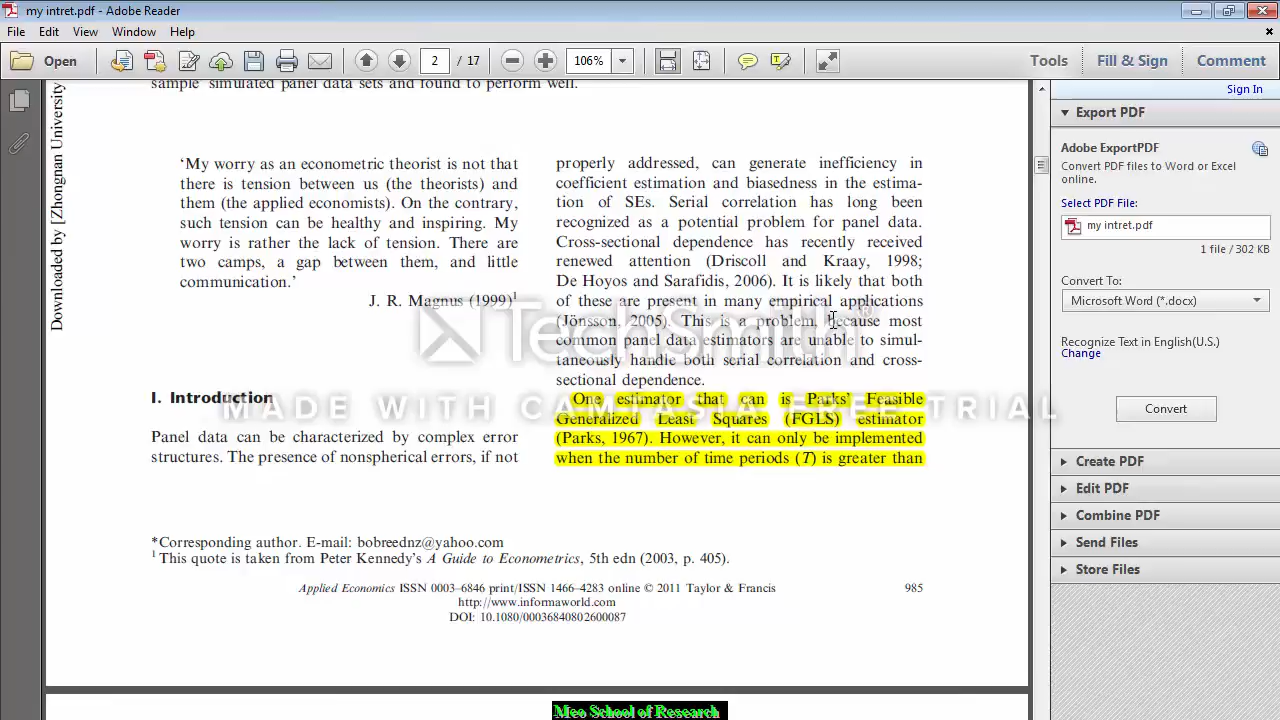 my intret.pdf - Adobe Reader
File Edit View Window Help
Open 2 / 17 106% Tools Fill & Sign Comment
Sign In
Export PDF
Adobe ExportPDF
Convert PDF files to Word or Excel
online.
Select PDF File:
my intret.pdf
1 file / 302 KB
Convert To:
Microsoft Word (*.docx)
Recognize Text in English(U.S.)
Change
Convert
Create PDF
Edit PDF
Combine PDF
Send Files
Store Files
Downloaded by [Zhongnan University
sample simulated panel data sets and found to perform well.
‘My worry as an econometric theorist is not that
there is tension between us (the theorists) and
them (the applied economists). On the contrary,
such tension can be healthy and inspiring. My
worry is rather the lack of tension. There are
two camps, a gap between them, and little
communication.’
J. R. Magnus (1999)1
I. Introduction
Panel data can be characterized by complex error
structures. The presence of nonspherical errors, if not
properly addressed, can generate inefficiency in
coefficient estimation and biasedness in the estima-
tion of SEs. Serial correlation has long been
recognized as a potential problem for panel data.
Cross-sectional dependence has recently received
renewed attention (Driscoll and Kraay, 1998;
De Hoyos and Sarafidis, 2006). It is likely that both
of these are present in many empirical applications
(Jönsson, 2005). This is a problem, because most
common panel data estimators are unable to simul-
taneously handle both serial correlation and cross-
sectional dependence.
One estimator that can is Parks’ Feasible
Generalized Least Squares (FGLS) estimator
(Parks, 1967). However, it can only be implemented
when the number of time periods (T) is greater than
*Corresponding author. E-mail: bobreednz@yahoo.com
1 This quote is taken from Peter Kennedy’s A Guide to Econometrics, 5th edn (2003, p. 405).
Applied Economics ISSN 0003–6846 print/ISSN 1466–4283 online © 2011 Taylor & Francis 985
http://www.informaworld.com
DOI: 10.1080/00036840802600087
TechSmith®
MADE WITH CAMTASIA FREE TRIAL
Meo School of Research